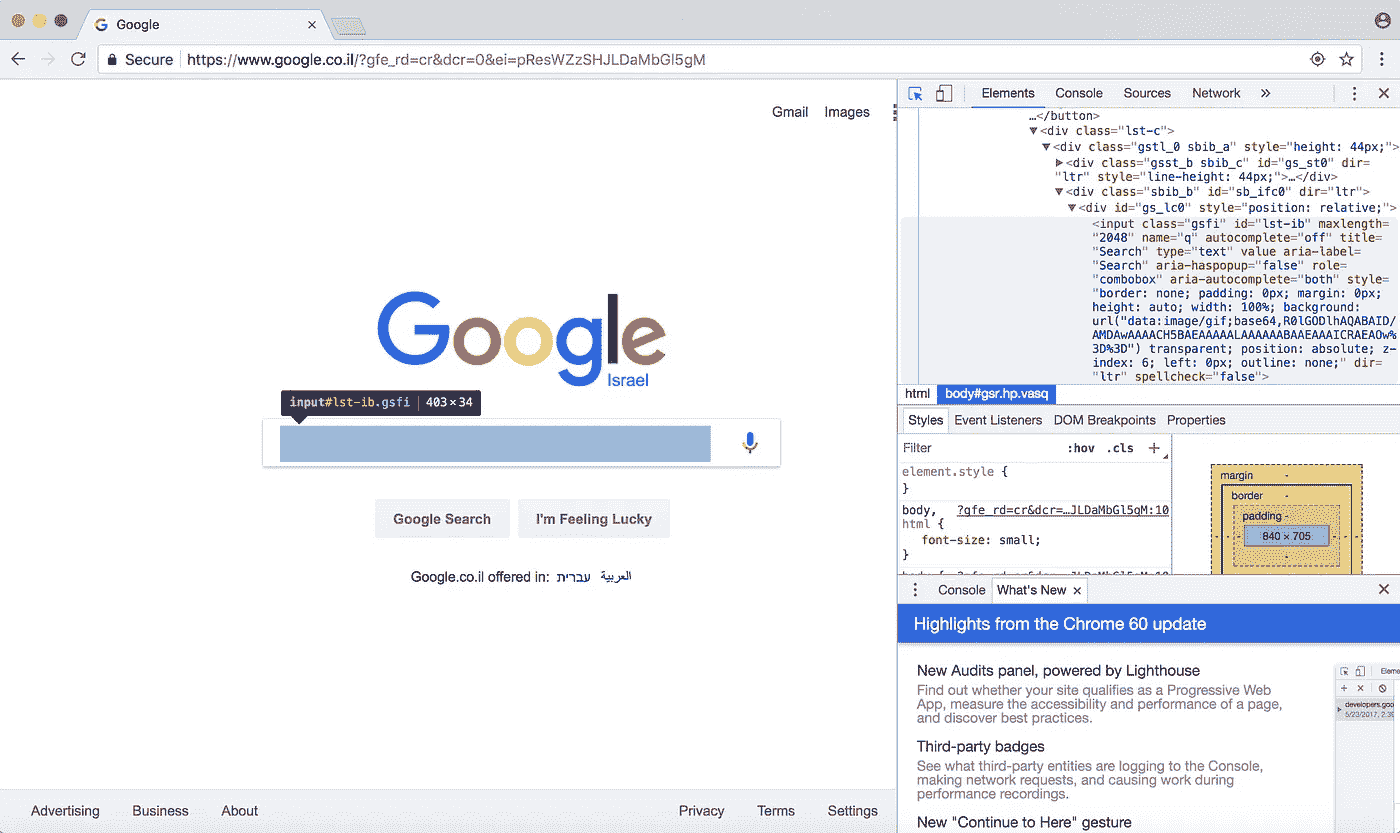 Google
Secure
https://www.google.co.il/?gfe_rd=cr&dcr=0&ei=pResWZzSHJLDaMbGl5gM
Gmail Images
Google
Israel
input#lst-ib.gsfi | 403 × 34
Google Search I'm Feeling Lucky
Google.co.il offered in: עברית العربية
Advertising Business About Privacy Terms Settings
Elements Console Sources Network »
…</button>
▼<div class="lst-c">
▼<div class="gstl_0 sbib_a" style="height: 44px;">
▶<div class="gsst_b sbib_c" id="gs_st0" dir=
"ltr" style="line-height: 44px;">…</div>
▼<div class="sbib_b" id="sb_ifc0" dir="ltr">
▼<div id="gs_lc0" style="position: relative;">
<input class="gsfi" id="lst-ib" maxlength=
"2048" name="q" autocomplete="off" title=
"Search" type="text" value aria-label=
"Search" aria-haspopup="false" role=
"combobox" aria-autocomplete="both" style=
"border: none; padding: 0px; margin: 0px;
height: auto; width: 100%; background:
url("data:image/gif;base64,R0lGODlhAQABAID/
AMDAwAAAACH5BAEAAAAALAAAAAABAAEAAAICRAEAOw%
3D%3D") transparent; position: absolute; z-
index: 6; left: 0px; outline: none;" dir=
"ltr" spellcheck="false">
html body#gsr.hp.vasq
Styles Event Listeners DOM Breakpoints Properties
Filter :hov .cls +
element.style {
}
body, ?gfe_rd=cr&dcr=…JLDaMbGl5gM:10
html {
font-size: small;
}
margin -
border -
padding -
840 × 705
Console What's New
Highlights from the Chrome 60 update
New Audits panel, powered by Lighthouse
Find out whether your site qualifies as a Progressive Web
App, measure the accessibility and performance of a page,
and discover best practices.
Third-party badges
See what third-party entities are logging to the Console,
making network requests, and causing work during
performance recordings.
New "Continue to Here" gesture
Eleme
developers.goo
5/23/2017, 2:39